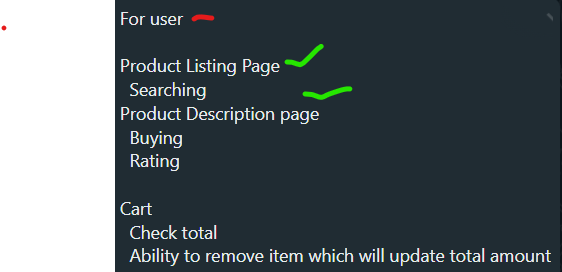 For user
Product Listing Page
Searching
Product Description page
Buying
Rating
Cart
Check total
Ability to remove item which will update total amount